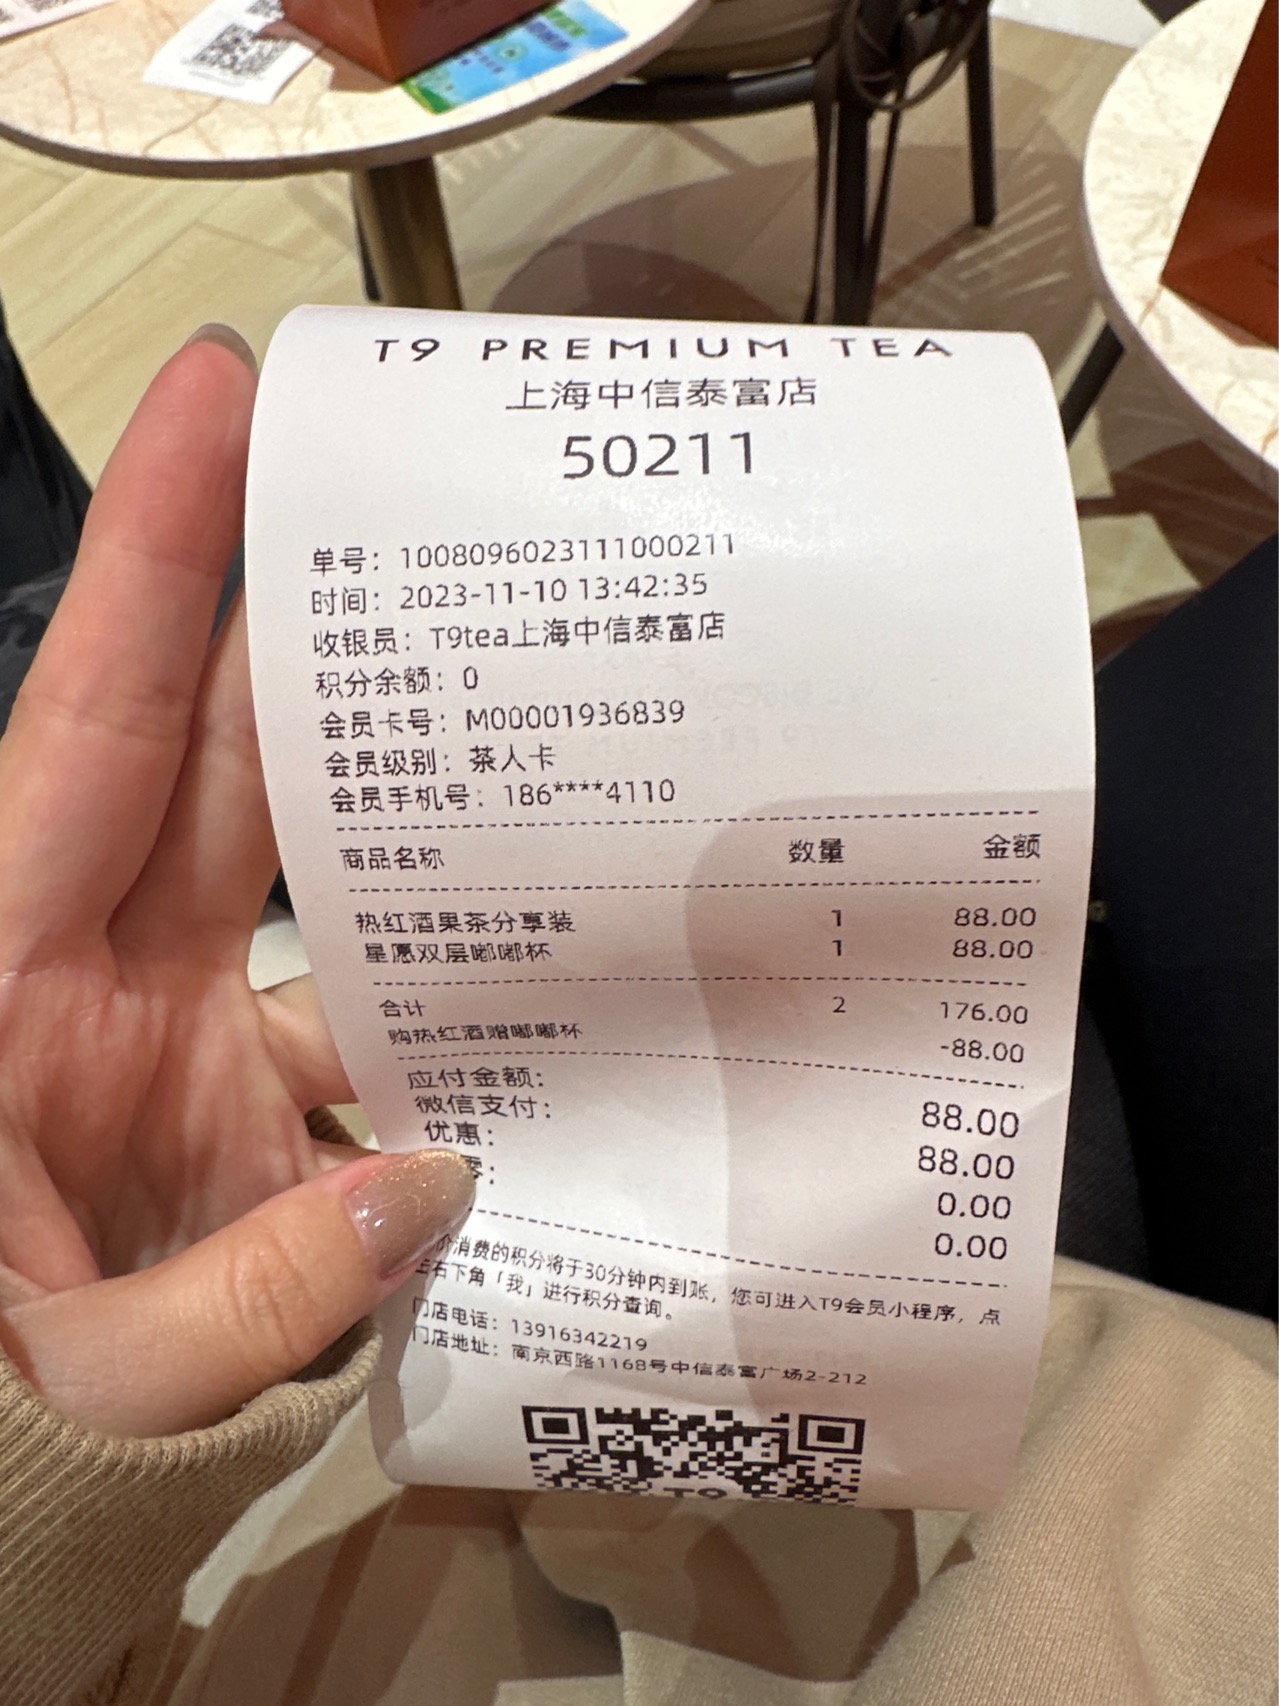 T9 PREMIUM TEA
上海中信泰富店
50211
单号：1008096023111000211
时间：2023-11-10 13:42:35
收银员：T9tea上海中信泰富店
积分余额：0
会员卡号：M00001936839
会员级别：茶人卡
会员手机号：186****4110
商品名称 数量 金额
热红酒果茶分享装 1 88.00
星愿双层嘟嘟杯 1 88.00
合计 2 176.00
购热红酒赠嘟嘟杯 -88.00
应付金额： 88.00
微信支付： 88.00
优惠： 0.00
零： 0.00
价消费的积分将于30分钟内到账，您可进入T9会员小程序，点
击右下角「我」进行积分查询。
门店电话：13916342219
门店地址：南京西路1168号中信泰富广场2-212
T9